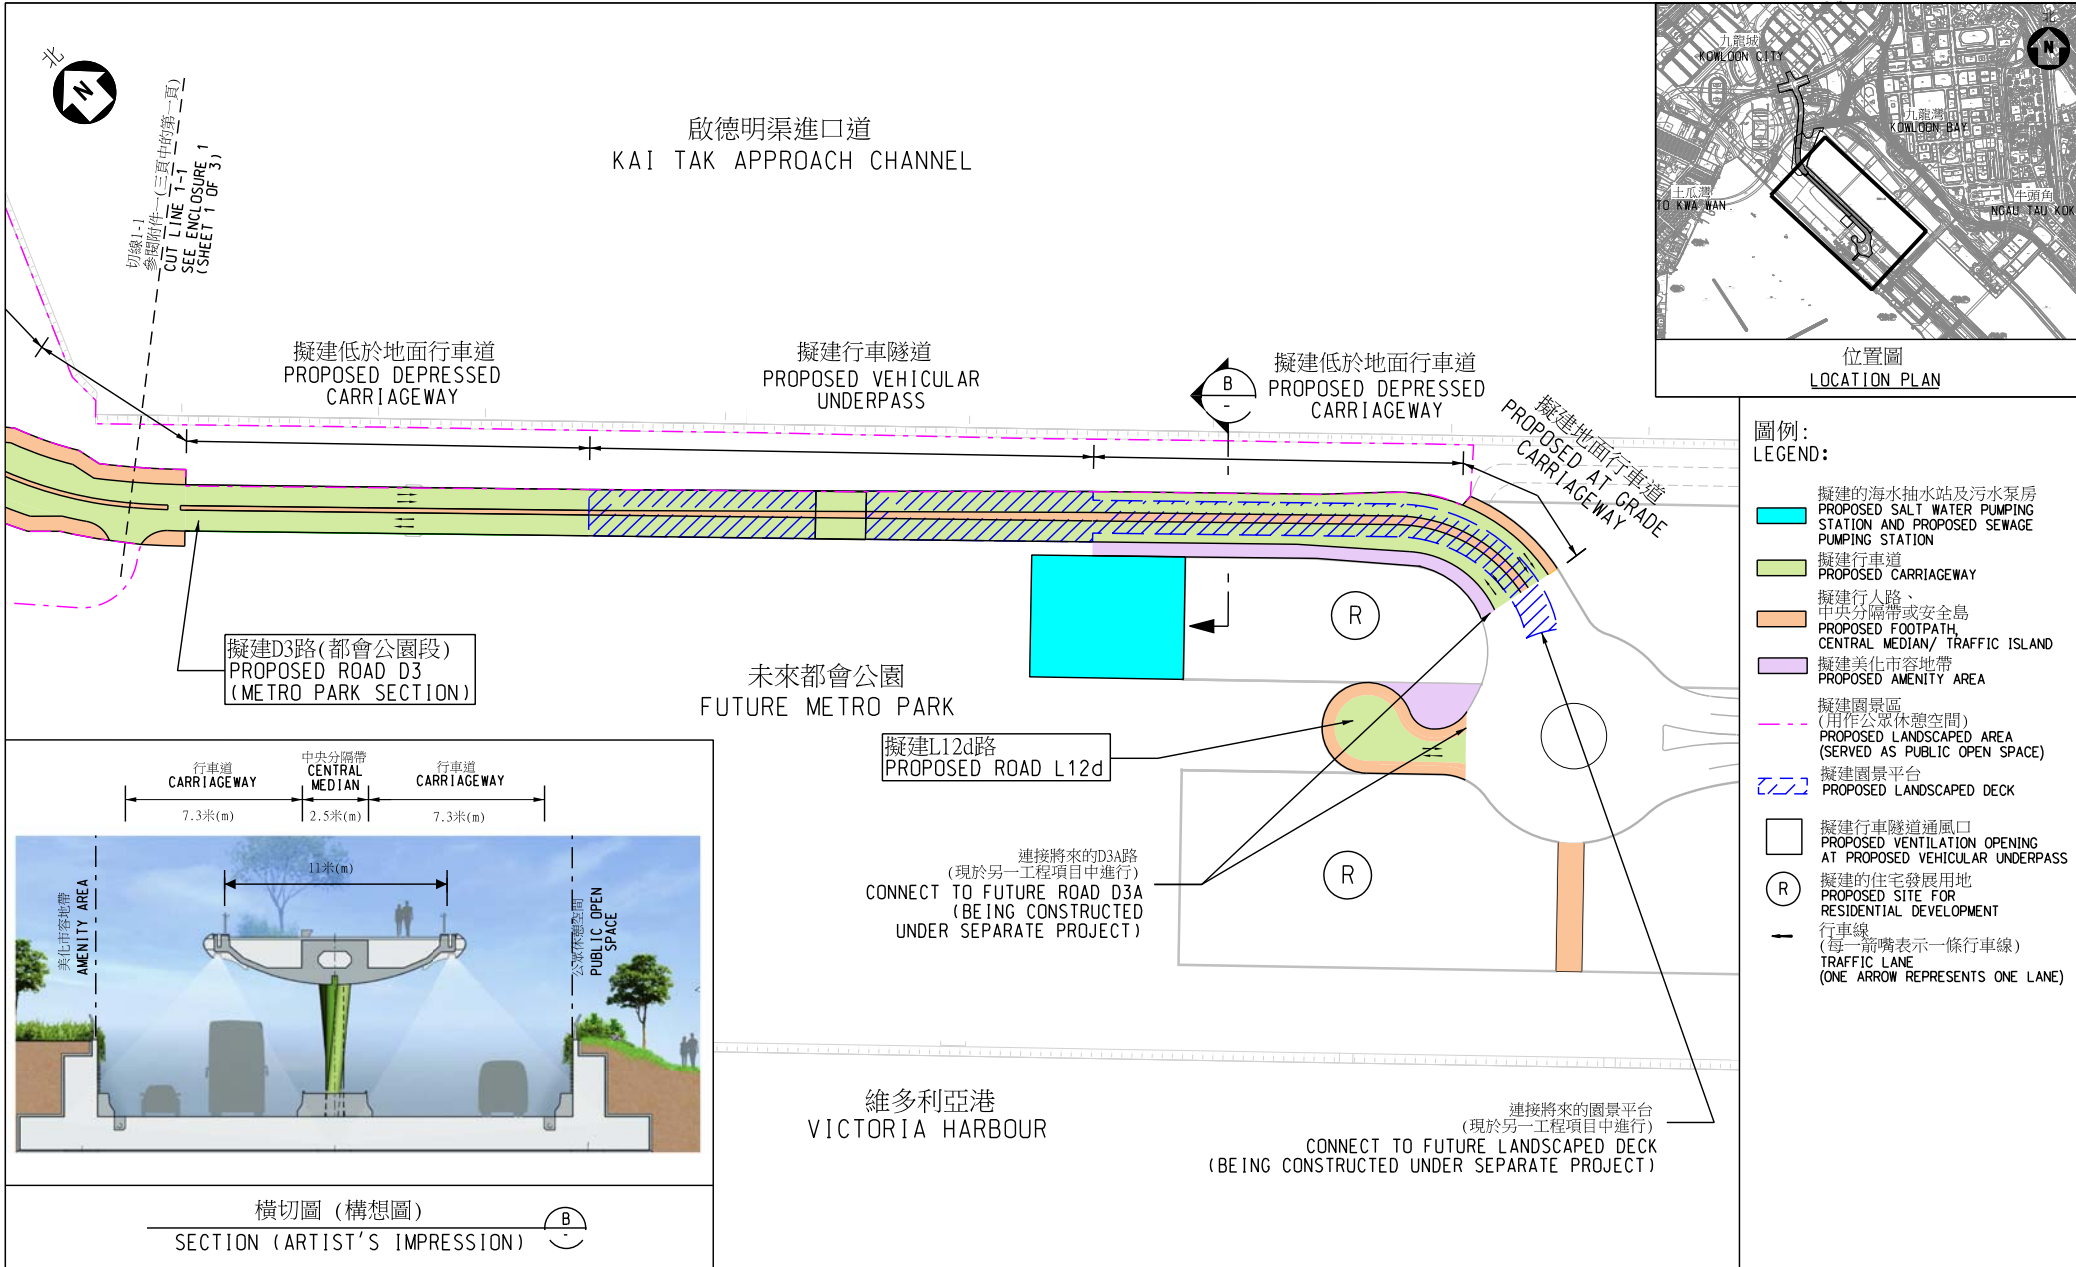 北
N
切線1-1
參閱附件一(三頁中的第一頁)
CUT LINE 1-1
SEE ENCLOSURE 1
(SHEET 1 OF 3)
啟德明渠進口道
KAI TAK APPROACH CHANNEL
北
N
九龍城
KOWLOON CITY
九龍灣
KOWLOON BAY
土瓜灣
TO KWA WAN
牛頭角
NGAU TAU KOK
位置圖
LOCATION PLAN
擬建低於地面行車道
PROPOSED DEPRESSED
CARRIAGEWAY
擬建行車隧道
PROPOSED VEHICULAR
UNDERPASS
B
-
擬建低於地面行車道
PROPOSED DEPRESSED
CARRIAGEWAY
擬建地面行車道
PROPOSED AT GRADE
CARRIAGEWAY
擬建D3路(都會公園段)
PROPOSED ROAD D3
(METRO PARK SECTION)
R
未來都會公園
FUTURE METRO PARK
擬建L12d路
PROPOSED ROAD L12d
連接將來的D3A路
(現於另一工程項目中進行)
CONNECT TO FUTURE ROAD D3A
(BEING CONSTRUCTED
UNDER SEPARATE PROJECT)
R
維多利亞港
VICTORIA HARBOUR
連接將來的園景平台
(現於另一工程項目中進行)
CONNECT TO FUTURE LANDSCAPED DECK
(BEING CONSTRUCTED UNDER SEPARATE PROJECT)
圖例:
LEGEND:
擬建的海水抽水站及污水泵房
PROPOSED SALT WATER PUMPING
STATION AND PROPOSED SEWAGE
PUMPING STATION
擬建行車道
PROPOSED CARRIAGEWAY
擬建行人路、
中央分隔帶或安全島
PROPOSED FOOTPATH,
CENTRAL MEDIAN/ TRAFFIC ISLAND
擬建美化市容地帶
PROPOSED AMENITY AREA
擬建園景區
(用作公眾休憩空間)
PROPOSED LANDSCAPED AREA
(SERVED AS PUBLIC OPEN SPACE)
擬建園景平台
PROPOSED LANDSCAPED DECK
擬建行車隧道通風口
PROPOSED VENTILATION OPENING
AT PROPOSED VEHICULAR UNDERPASS
R
擬建的住宅發展用地
PROPOSED SITE FOR
RESIDENTIAL DEVELOPMENT
行車線
(每一箭嘴表示一條行車線)
TRAFFIC LANE
(ONE ARROW REPRESENTS ONE LANE)
行車道
CARRIAGEWAY
中央分隔帶
CENTRAL
MEDIAN
行車道
CARRIAGEWAY
7.3米(m)
2.5米(m)
7.3米(m)
11米(m)
美化市容地帶
AMENITY AREA
公眾休憩空間
PUBLIC OPEN
SPACE
橫切圖 (構想圖)
SECTION (ARTIST'S IMPRESSION)
B
-